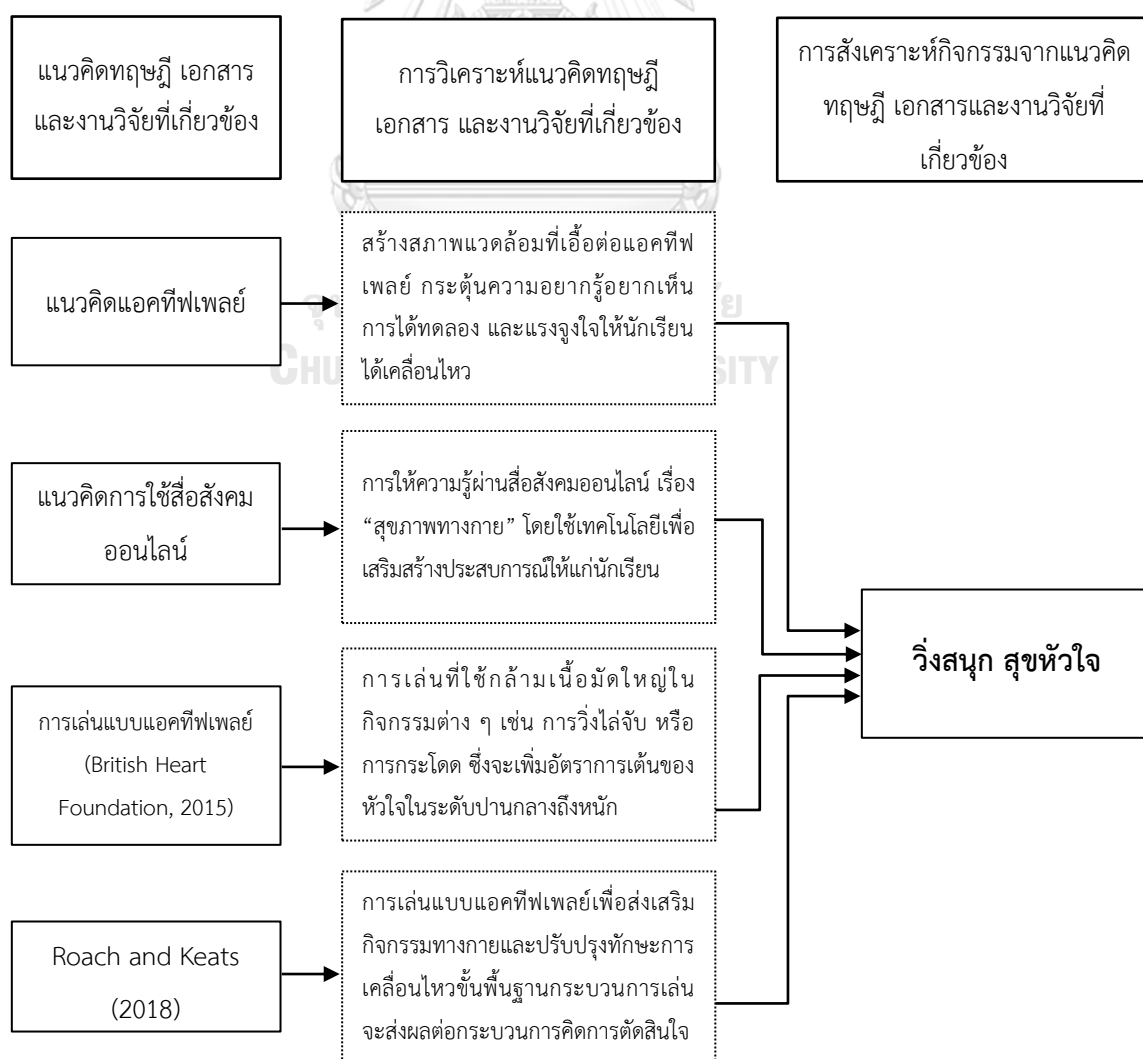 แนวคิดทฤษฎี เอกสาร
และงานวิจัยที่เกี่ยวข้อง
การวิเคราะห์แนวคิดทฤษฎี
เอกสาร และงานวิจัยที่เกี่ยวข้อง
การสังเคราะห์กิจกรรมจากแนวคิด
ทฤษฎี เอกสารและงานวิจัยที่
เกี่ยวข้อง
แนวคิดแอคทีฟเพลย์
สร้างสภาพแวดล้อมที่เอื้อต่อแอคทีฟ
เพลย์ กระตุ้นความอยากรู้อยากเห็น
การได้ทดลอง และแรงจูงใจให้นักเรียน
ได้เคลื่อนไหว
แนวคิดการใช้สื่อสังคม
ออนไลน์
การให้ความรู้ผ่านสื่อสังคมออนไลน์ เรื่อง
“สุขภาพทางกาย” โดยใช้เทคโนโลยีเพื่อ
เสริมสร้างประสบการณ์ให้แก่นักเรียน
การเล่นแบบแอคทีฟเพลย์
(British Heart
Foundation, 2015)
การเล่นที่ใช้กล้ามเนื้อมัดใหญ่ใน
กิจกรรมต่าง ๆ เช่น การวิ่งไล่จับ หรือ
การกระโดด ซึ่งจะเพิ่มอัตราการเต้นของ
หัวใจในระดับปานกลางถึงหนัก
Roach and Keats
(2018)
การเล่นแบบแอคทีฟเพลย์เพื่อส่งเสริม
กิจกรรมทางกายและปรับปรุงทักษะการ
เคลื่อนไหวขั้นพื้นฐานกระบวนการเล่น
จะส่งผลต่อกระบวนการคิดการตัดสินใจ
วิ่งสนุก สุขหัวใจ